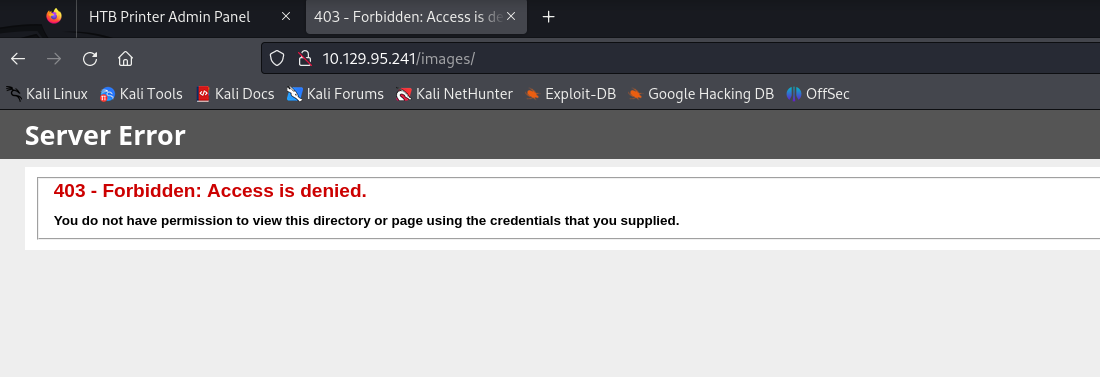 HTB Printer Admin Panel
403 - Forbidden: Access is de
10.129.95.241/images/
Kali Linux Kali Tools Kali Docs Kali Forums Kali NetHunter Exploit-DB Google Hacking DB OffSec
Server Error
403 - Forbidden: Access is denied.
You do not have permission to view this directory or page using the credentials that you supplied.